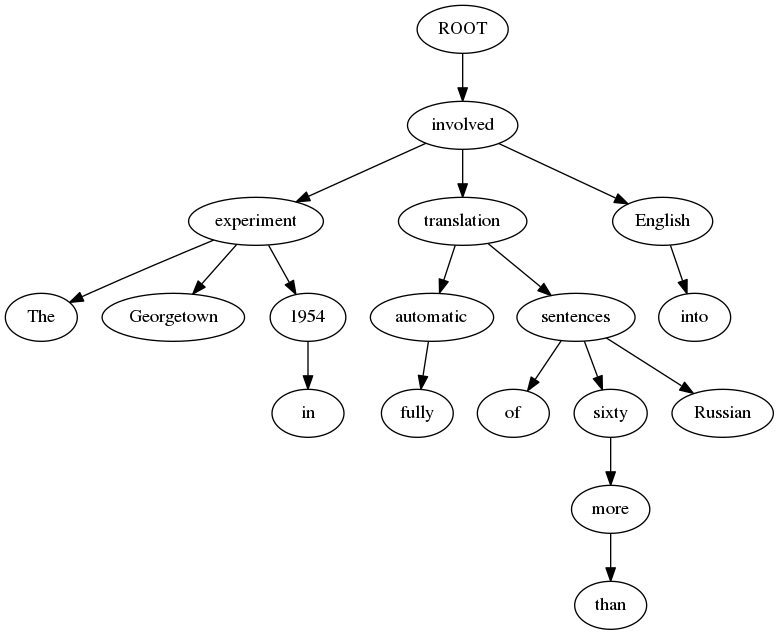 ROOT
involved
experiment translation English
The Georgetown 1954 automatic sentences into
in fully of sixty Russian
more
than